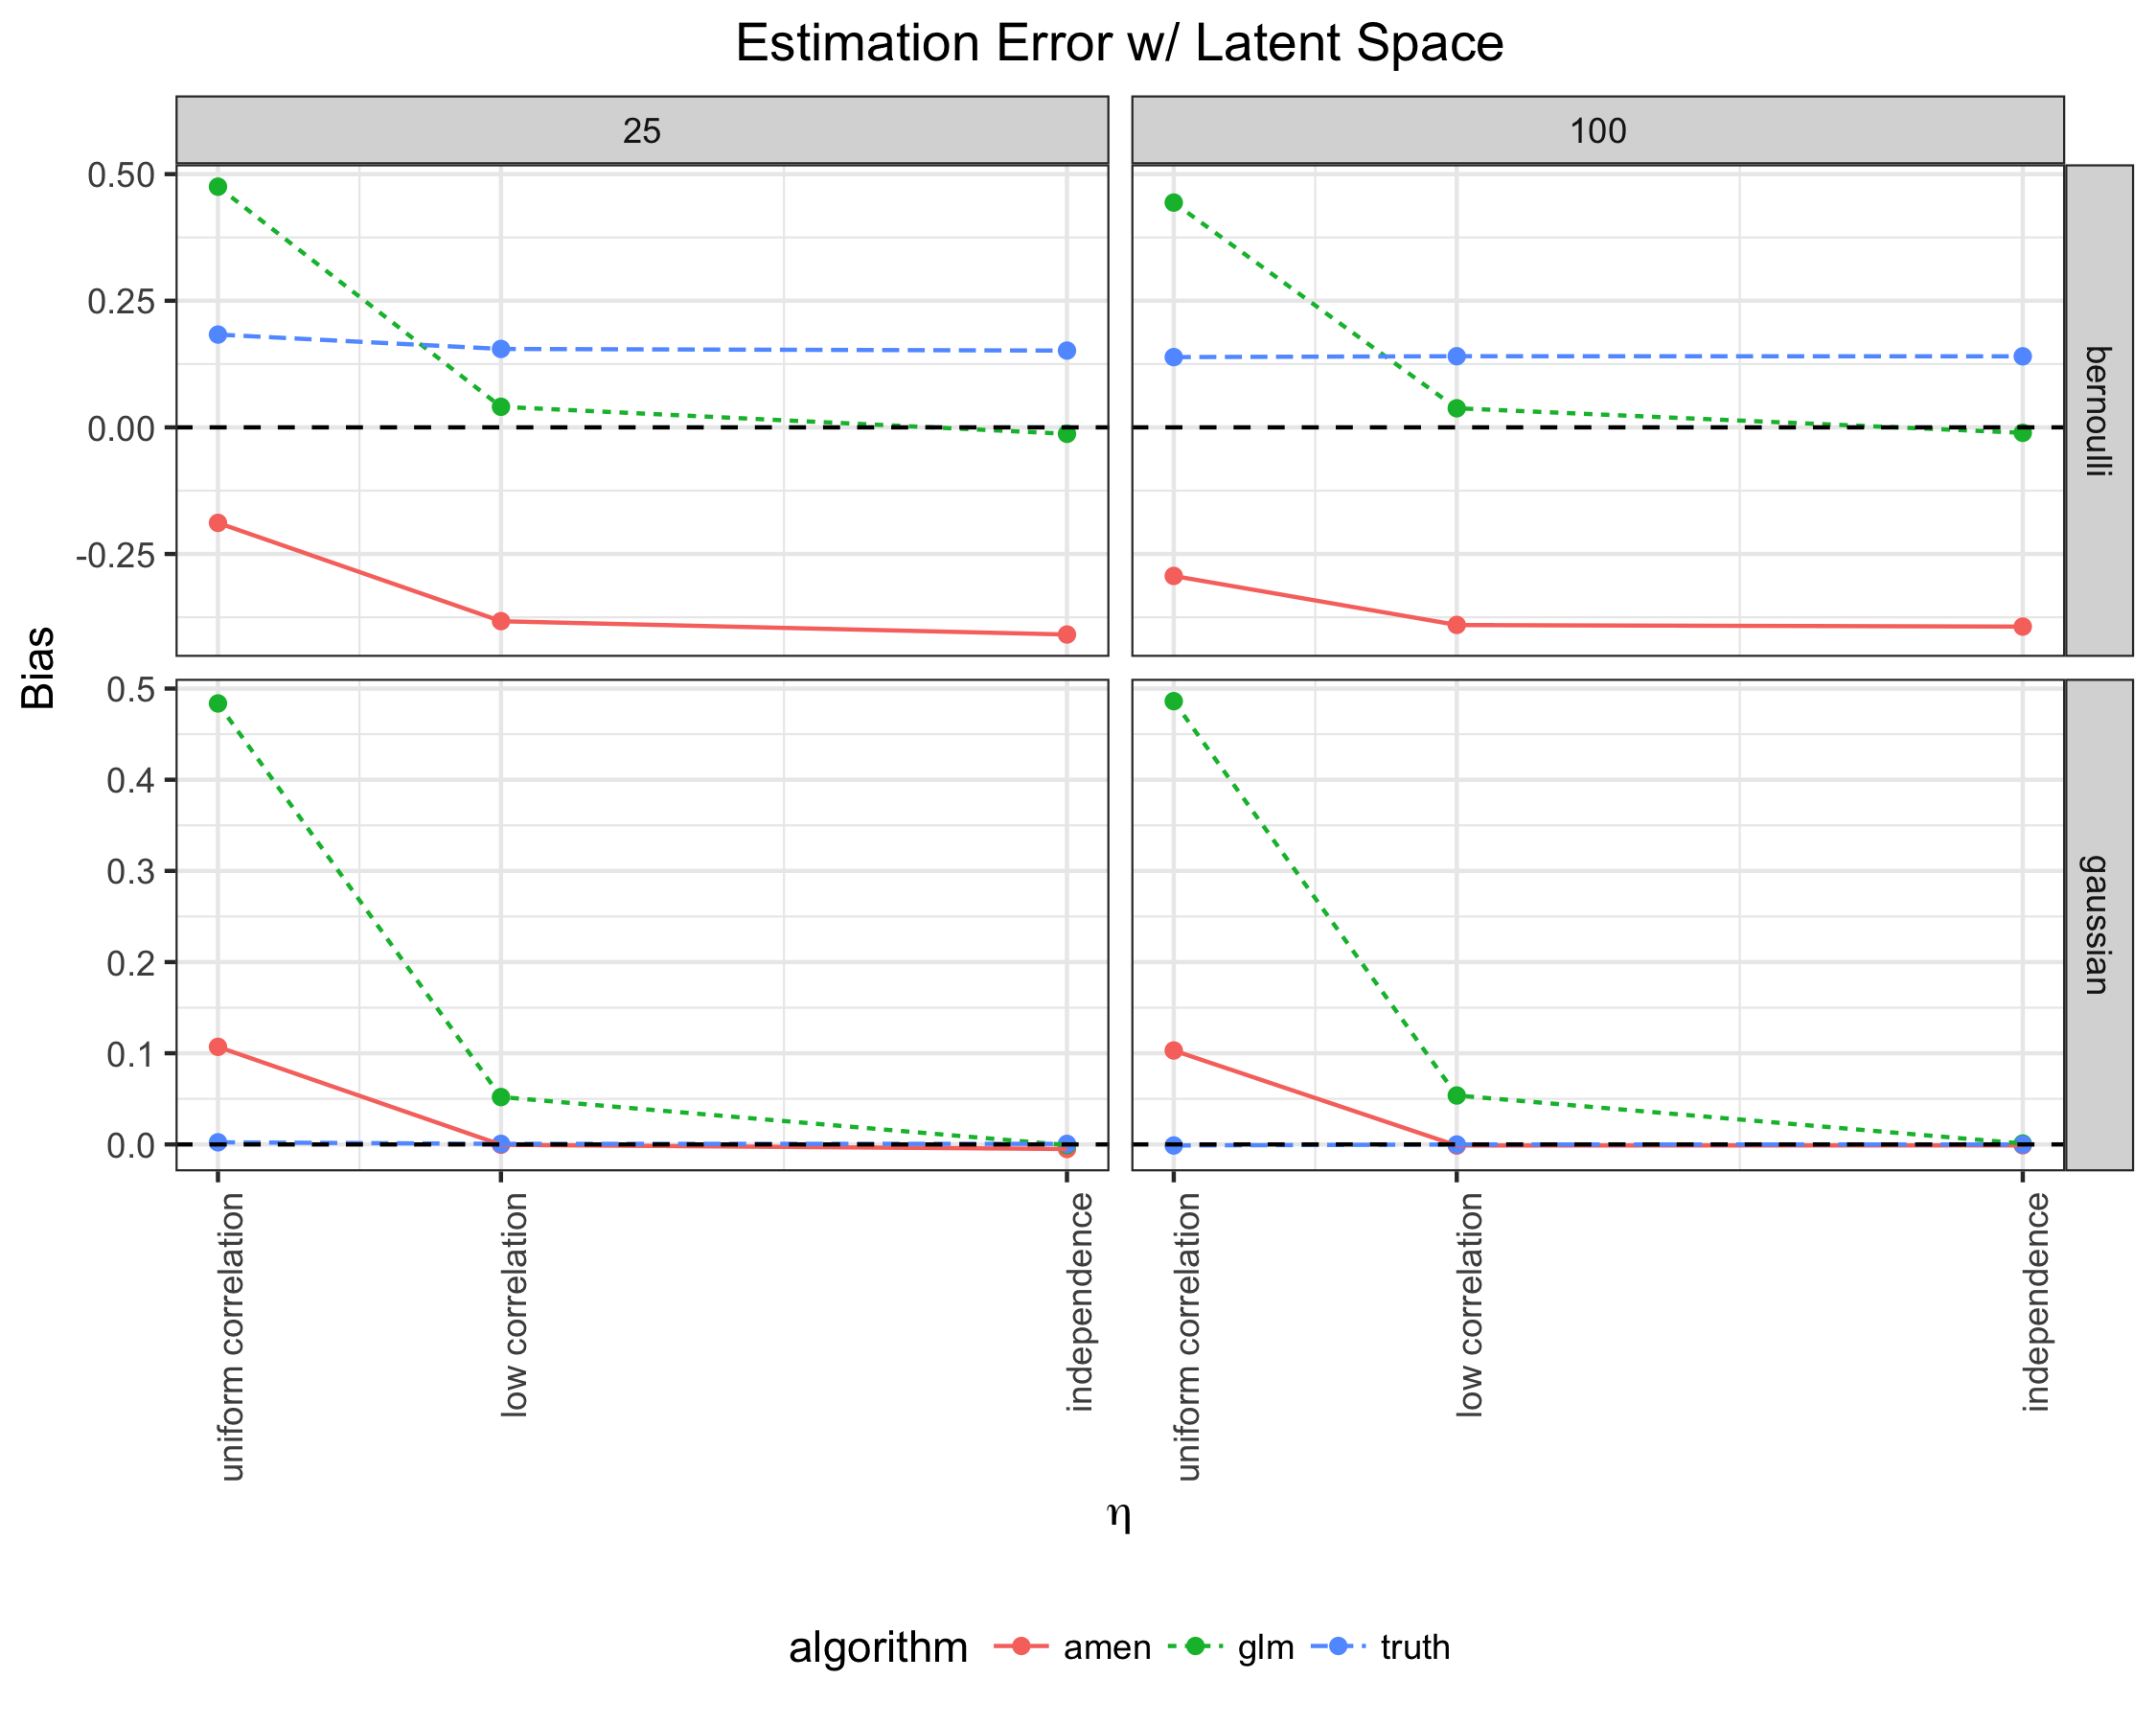 Estimation Error w/ Latent Space
25
100
0.50
0.25
0.00
-0.25
bernoulli
Bias
0.5
0.4
0.3
0.2
0.1
0.0
gaussian
uniform correlation
low correlation
independence
uniform correlation
low correlation
independence
η
algorithm amen glm truth